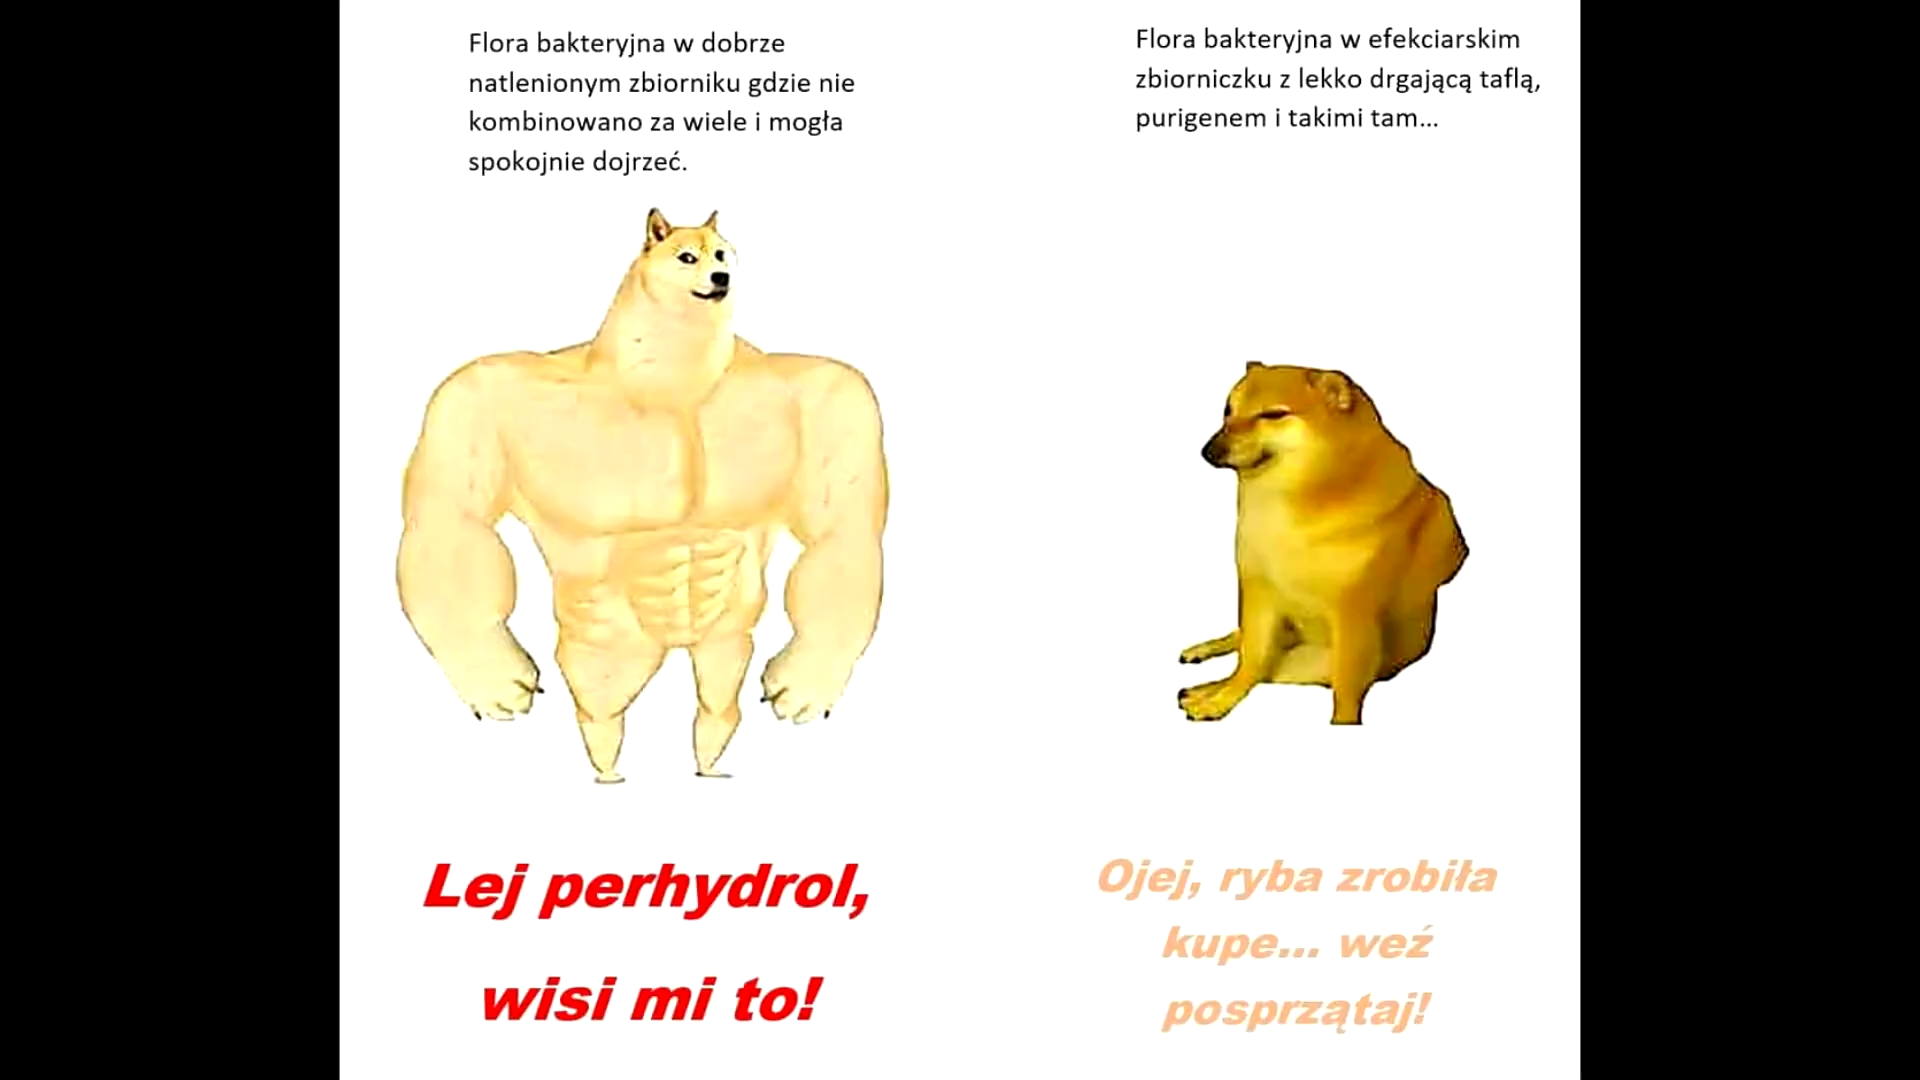 Flora bakteryjna w dobrze
natlenionym zbiorniku gdzie nie
kombinowano za wiele i mogła
spokojnie dojrzeć.
Flora bakteryjna w efekciarskim
zbiorniczku z lekko drgającą taflą,
purigenem i takimi tam...
Lej perhydrol,
wisi mi to!
Ojej, ryba zrobiła
kupe... weź
posprzątaj!